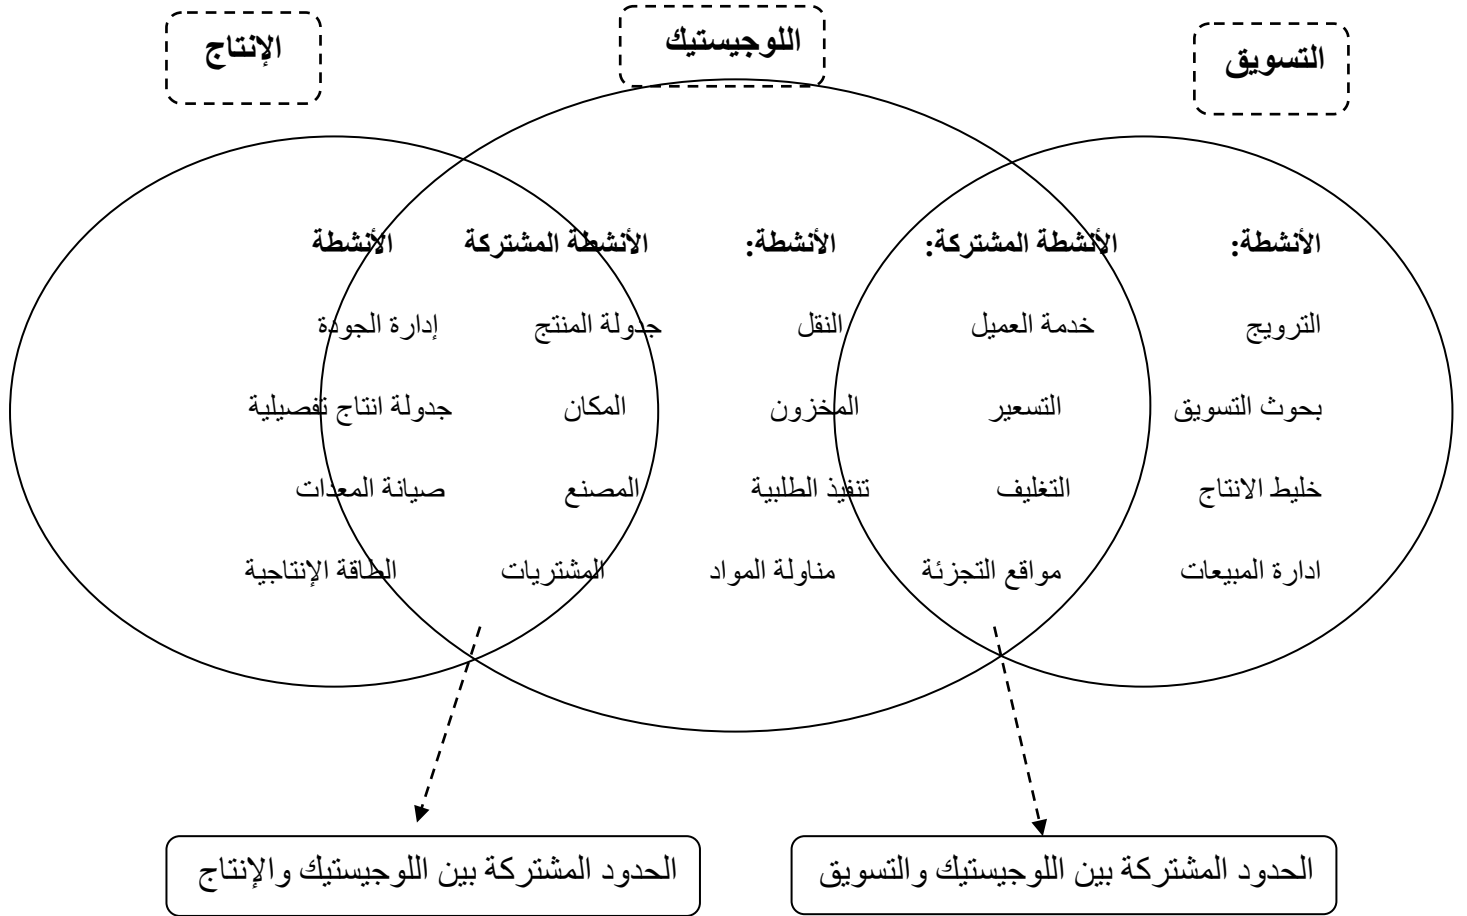 التسويق
اللوجيستيك
الإنتاج
الأنشطة: الألنشطة المشتركة: الأنشطة: الأنشطة المشتركة الأنشطة
الترويج خدمة العميل النقل جدولة المنتج إدارة الجودة
بحوث التسويق التسعير المخزون المكان جدولة انتاج تفصيلية
خليط الانتاج التغليف تنفيذ الطلبية المصنع صيانة المعدات
ادارة المبيعات مواقع التجزئة مناولة المواد المشتريات الطاقة الإنتاجية
الحدود المشتركة بين اللوجيستيك والتسويق
الحدود المشتركة بين اللوجيستيك والإنتاج